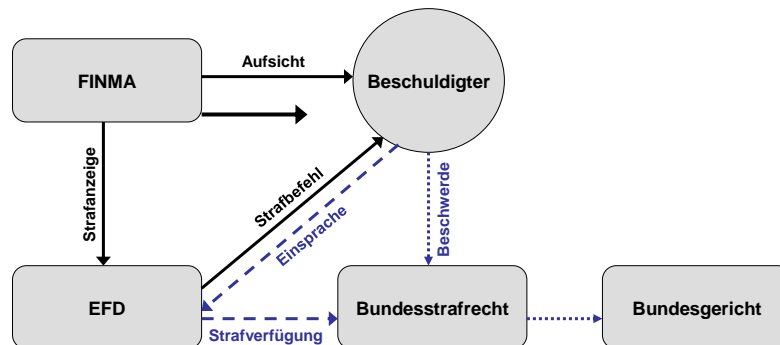 FINMA
Aufsicht
Beschuldigter
Strafanzeige
Strafbefehl
Einsprache
Beschwerde
EFD
Strafverfügung
Bundesstrafrecht
Bundesgericht